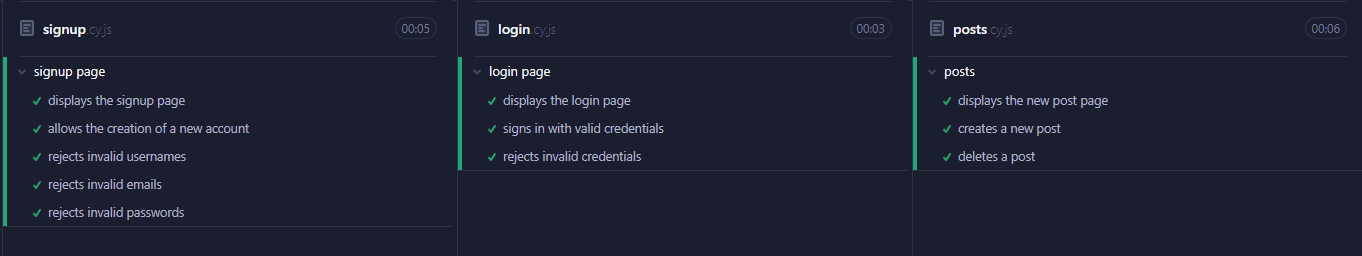 signup.cy.js 00:05
signup page
displays the signup page
allows the creation of a new account
rejects invalid usernames
rejects invalid emails
rejects invalid passwords
login.cy.js 00:03
login page
displays the login page
signs in with valid credentials
rejects invalid credentials
posts.cy.js 00:06
posts
displays the new post page
creates a new post
deletes a post